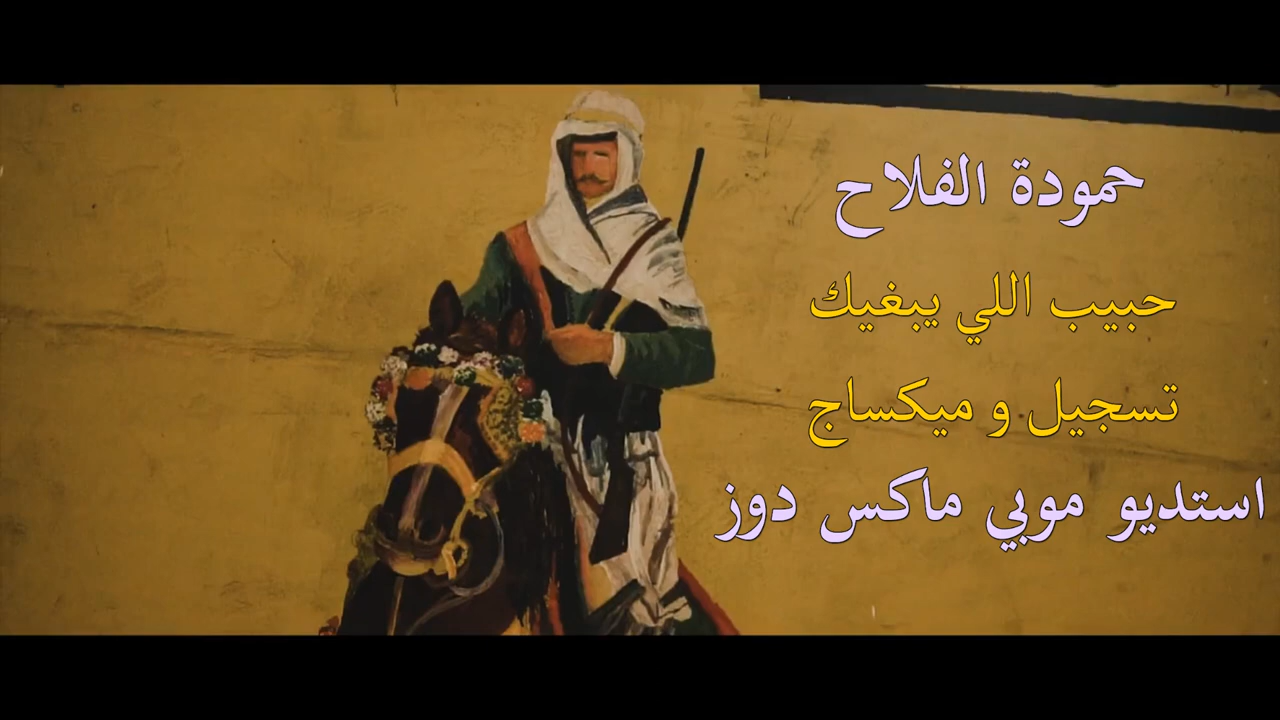 حمودة الفلاح
حبيب اللي يبغيك
تسجيل و ميكساج
استديو موبي ماكس دوز